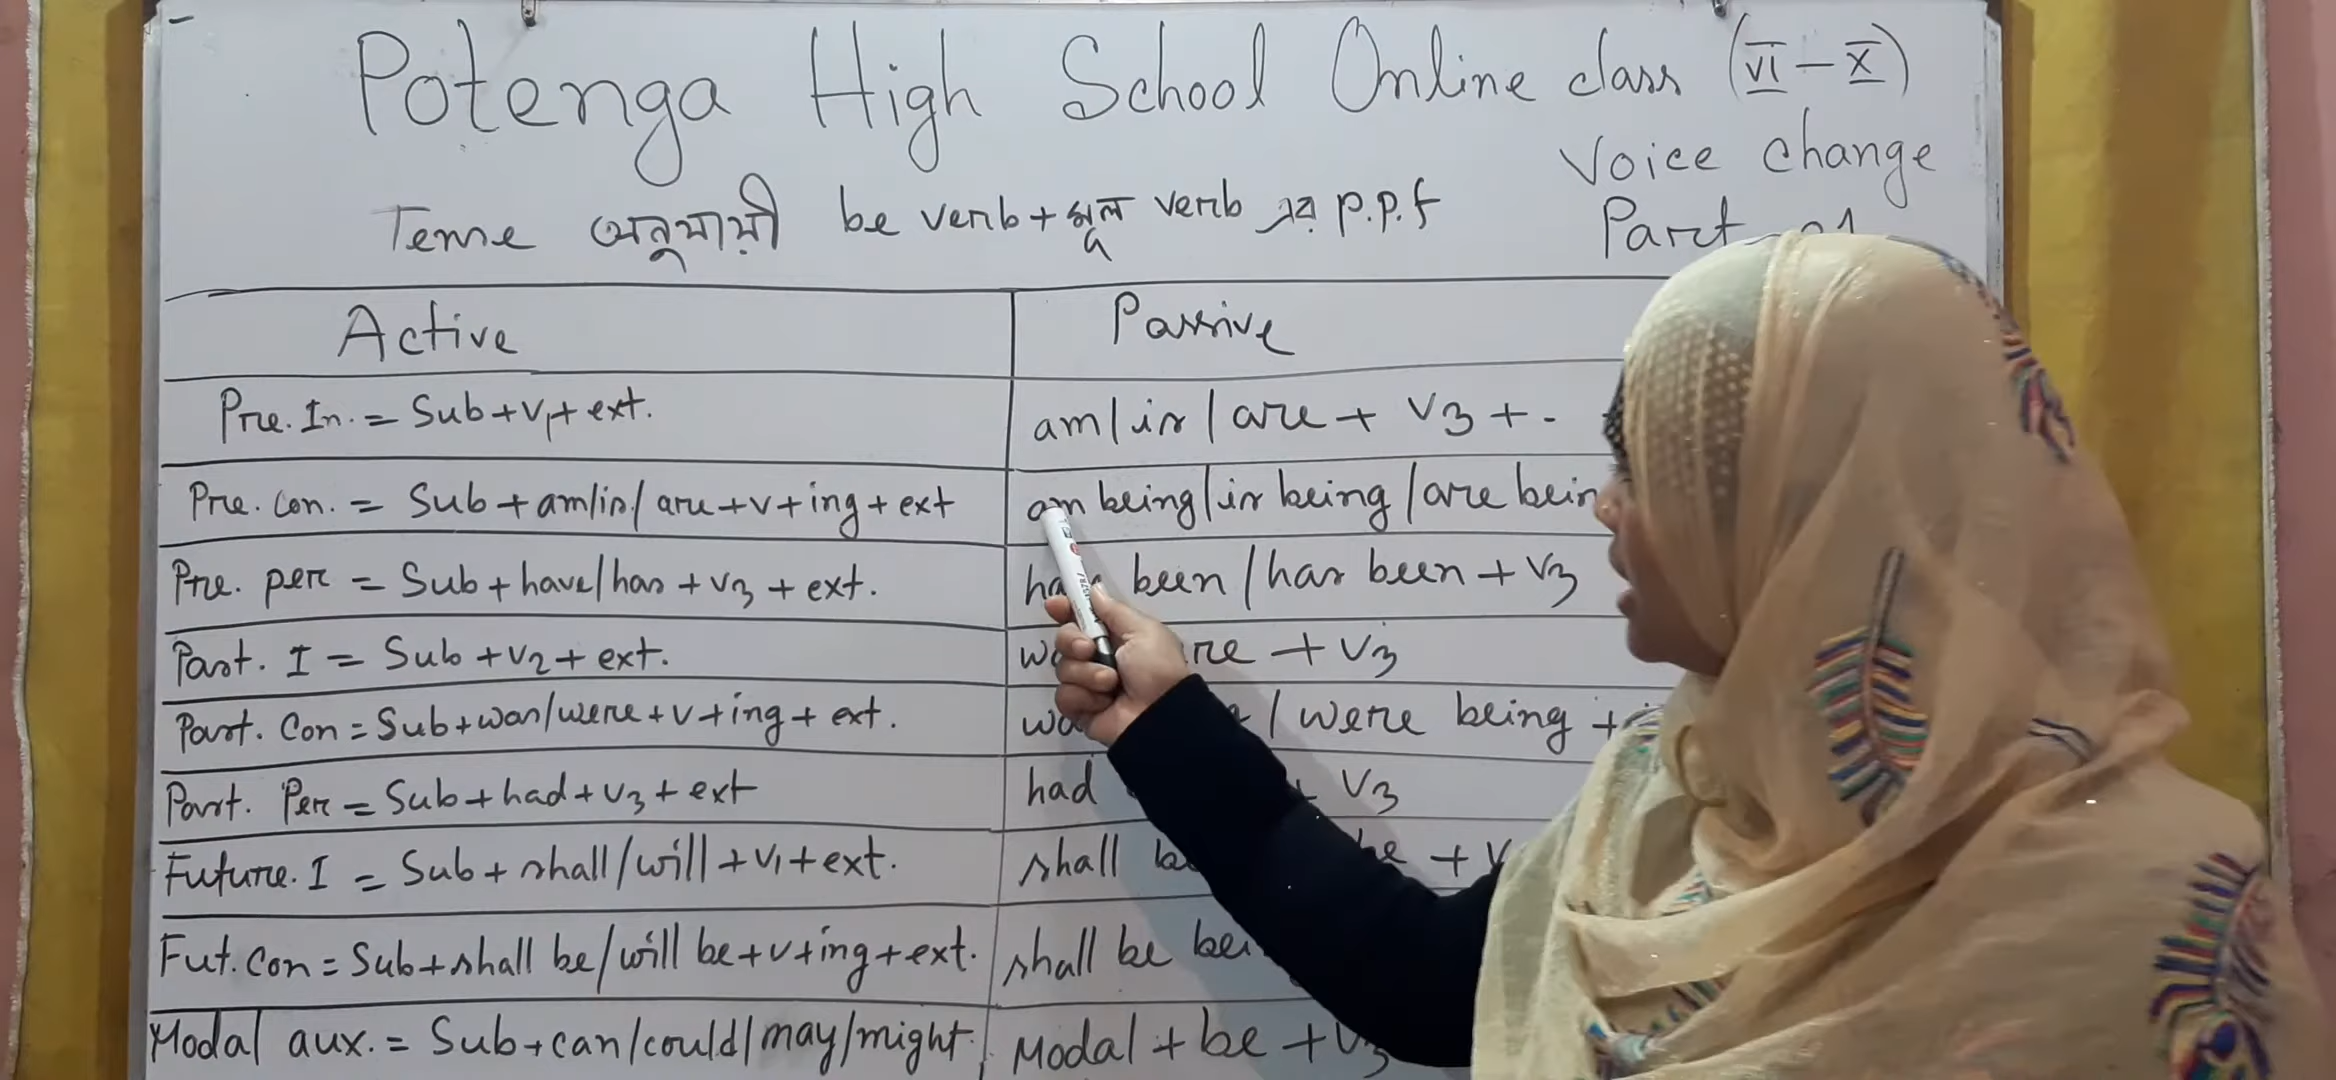 Potenga High School Online class (VI - X)
Voice change
Tense অনুযায়ী be verb + মূল verb এর p.p.f
Part - 01
Active Passive
Pre. In. = Sub + v1 + ext. am / is / are + v3 + -
Pre. Con. = Sub + am/is/ are + v + ing + ext am being / is being / are
Pre. per = Sub + have/has + v3 + ext. been / has been + v3
Past. I = Sub + v2 + ext. + v3
Past. Con = Sub + was/were + v + ing + ext. / were being +
Past. Per = Sub + had + v3 + ext had + v3
Future. I = Sub + shall/will + v1 + ext. shall be +
Fut. Con = Sub + shall be/will be + v + ing + ext. shall be
Modal aux. = Sub + can/could/may/might. Modal + be + v3